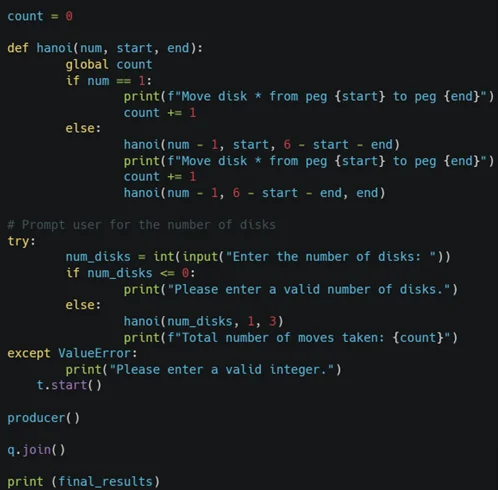 count = 0
def hanoi(num, start, end):
global count
if num == 1:
print(f"Move disk * from peg {start} to peg {end}")
count += 1
else:
hanoi(num - 1, start, 6 - start - end)
print(f"Move disk * from peg {start} to peg {end}")
count += 1
hanoi(num - 1, 6 - start - end, end)
# Prompt user for the number of disks
try:
num_disks = int(input("Enter the number of disks: "))
if num_disks <= 0:
print("Please enter a valid number of disks.")
else:
hanoi(num_disks, 1, 3)
print(f"Total number of moves taken: {count}")
except ValueError:
print("Please enter a valid integer.")
t.start()
producer()
q.join()
print (final_results)